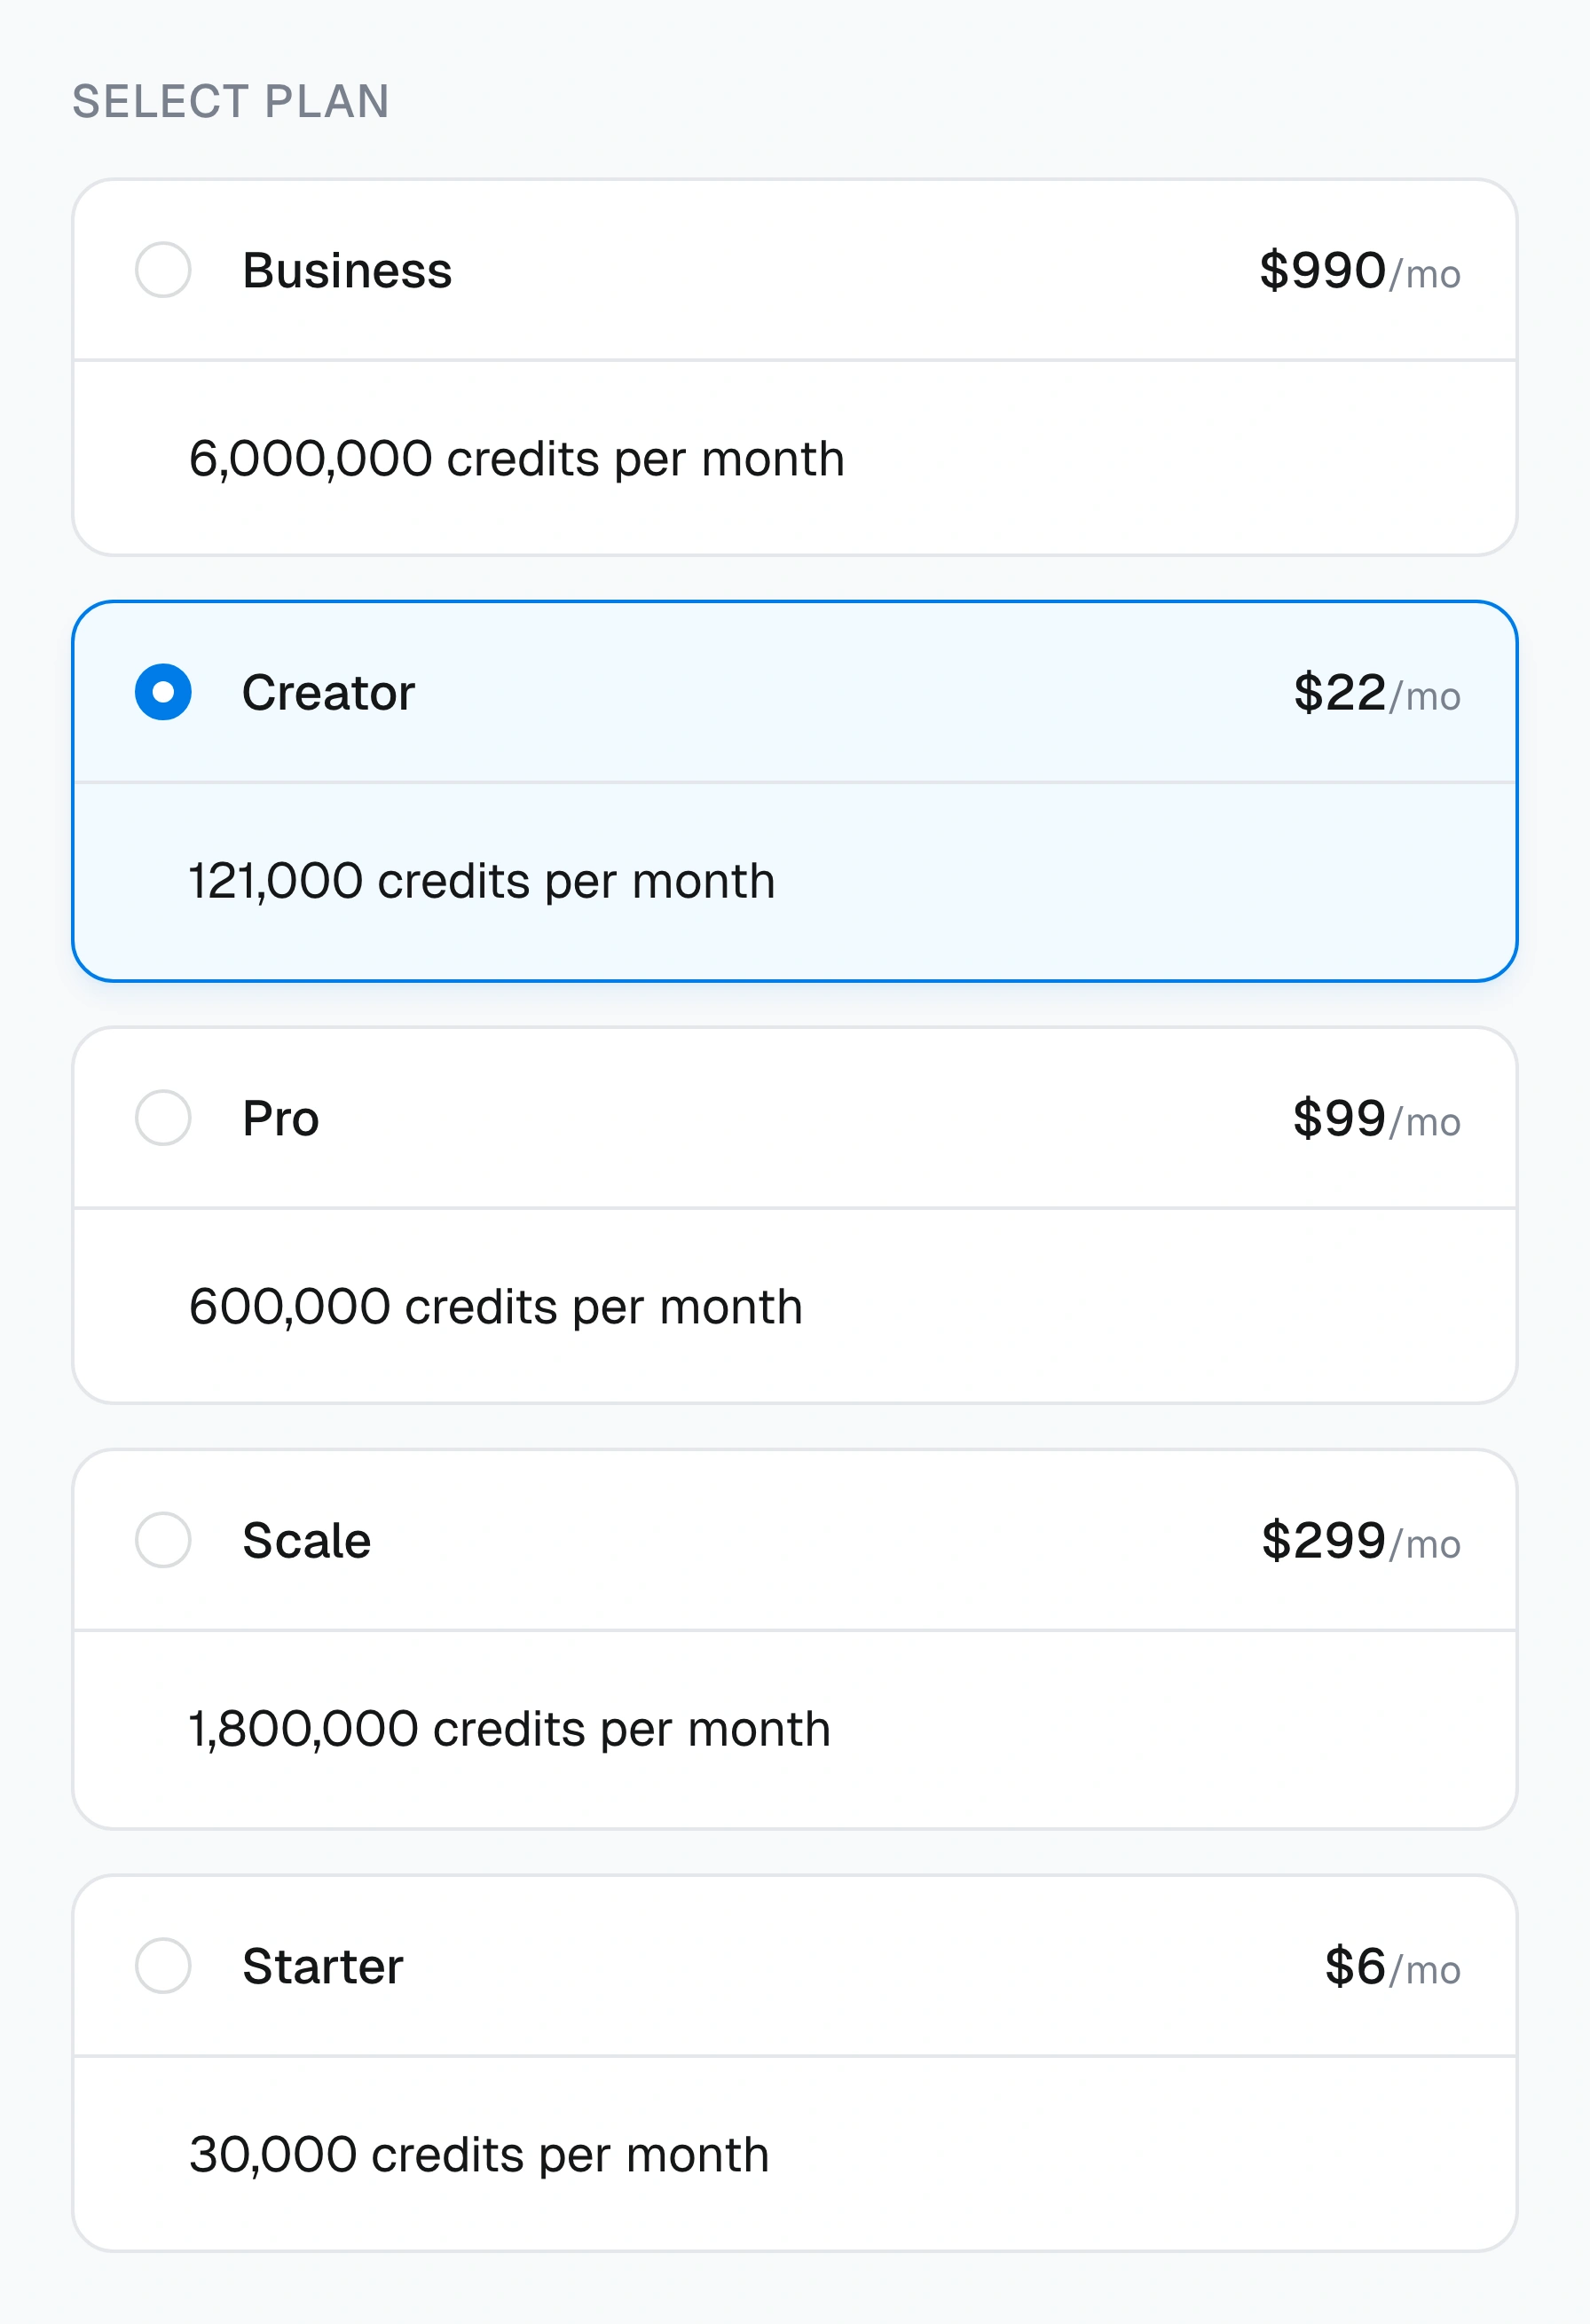 SELECT PLAN
Business $990/mo
6,000,000 credits per month
Creator $22/mo
121,000 credits per month
Pro $99/mo
600,000 credits per month
Scale $299/mo
1,800,000 credits per month
Starter $6/mo
30,000 credits per month